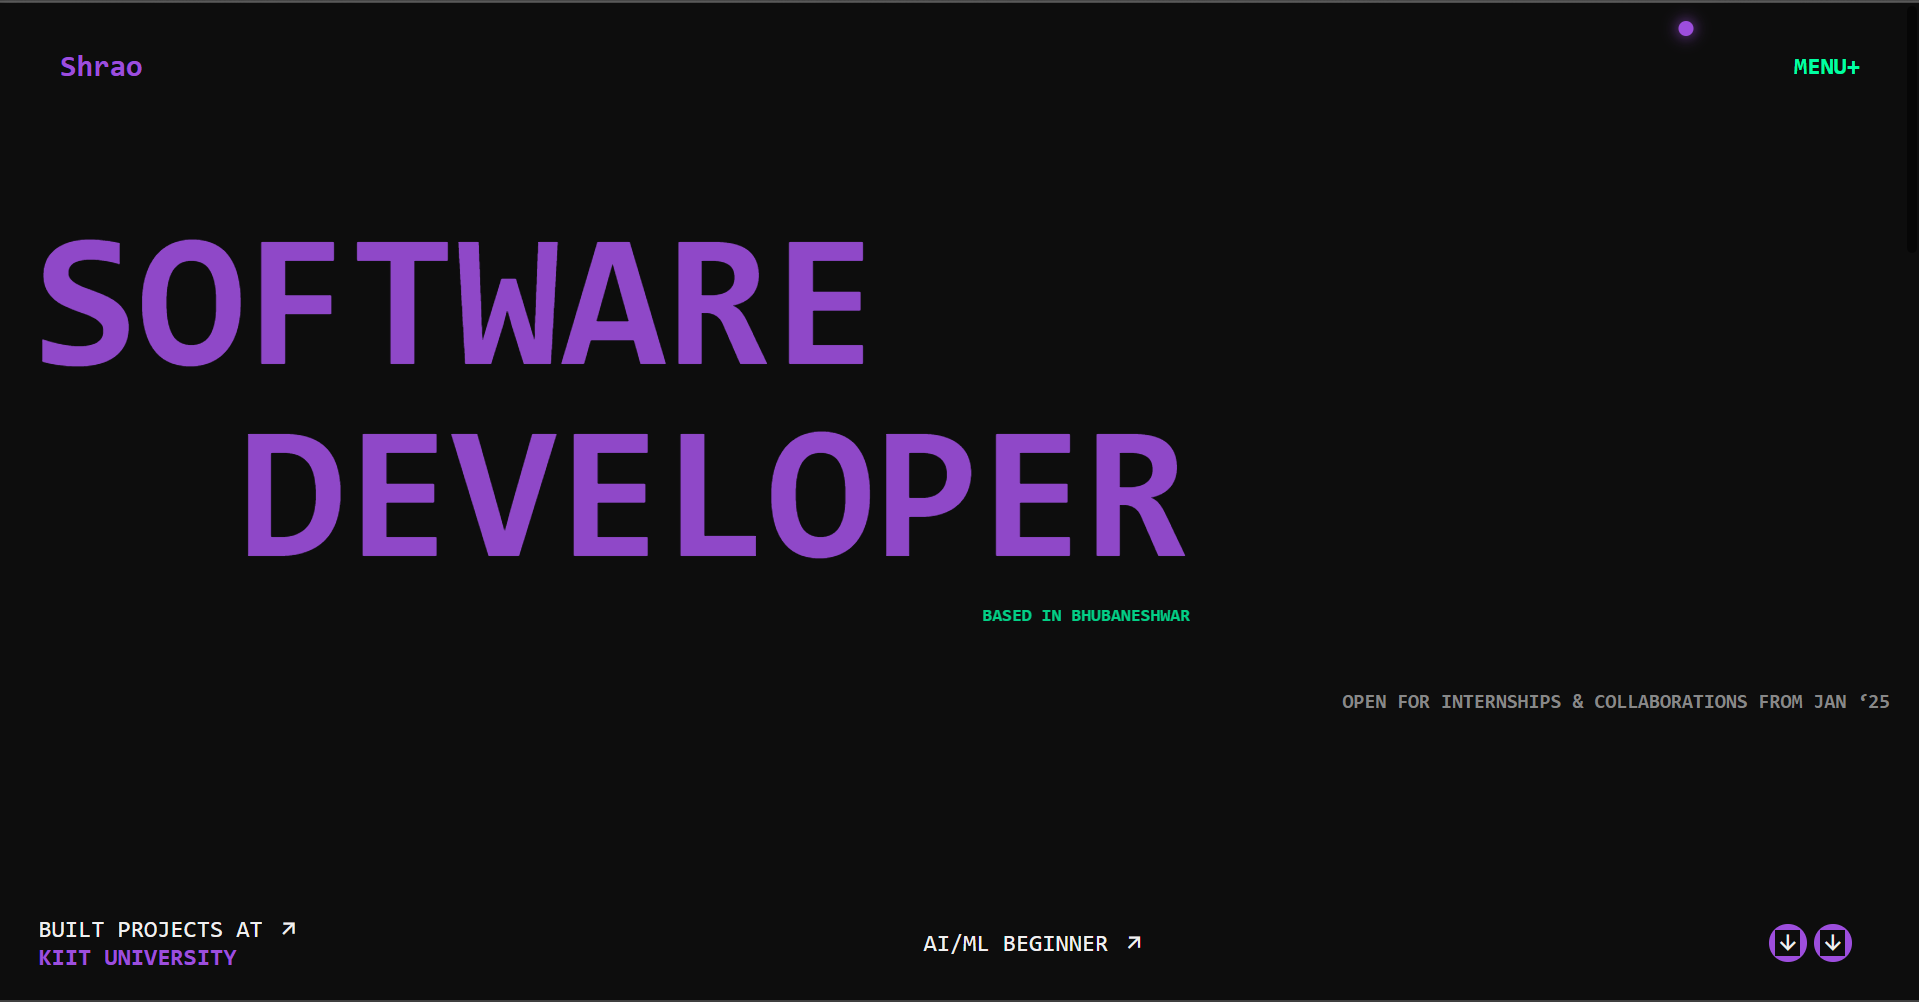 Shrao
MENU+
SOFTWARE
DEVELOPER
BASED IN BHUBANESHWAR
OPEN FOR INTERNSHIPS & COLLABORATIONS FROM JAN ‘25
BUILT PROJECTS AT ↗
KIIT UNIVERSITY
AI/ML BEGINNER ↗